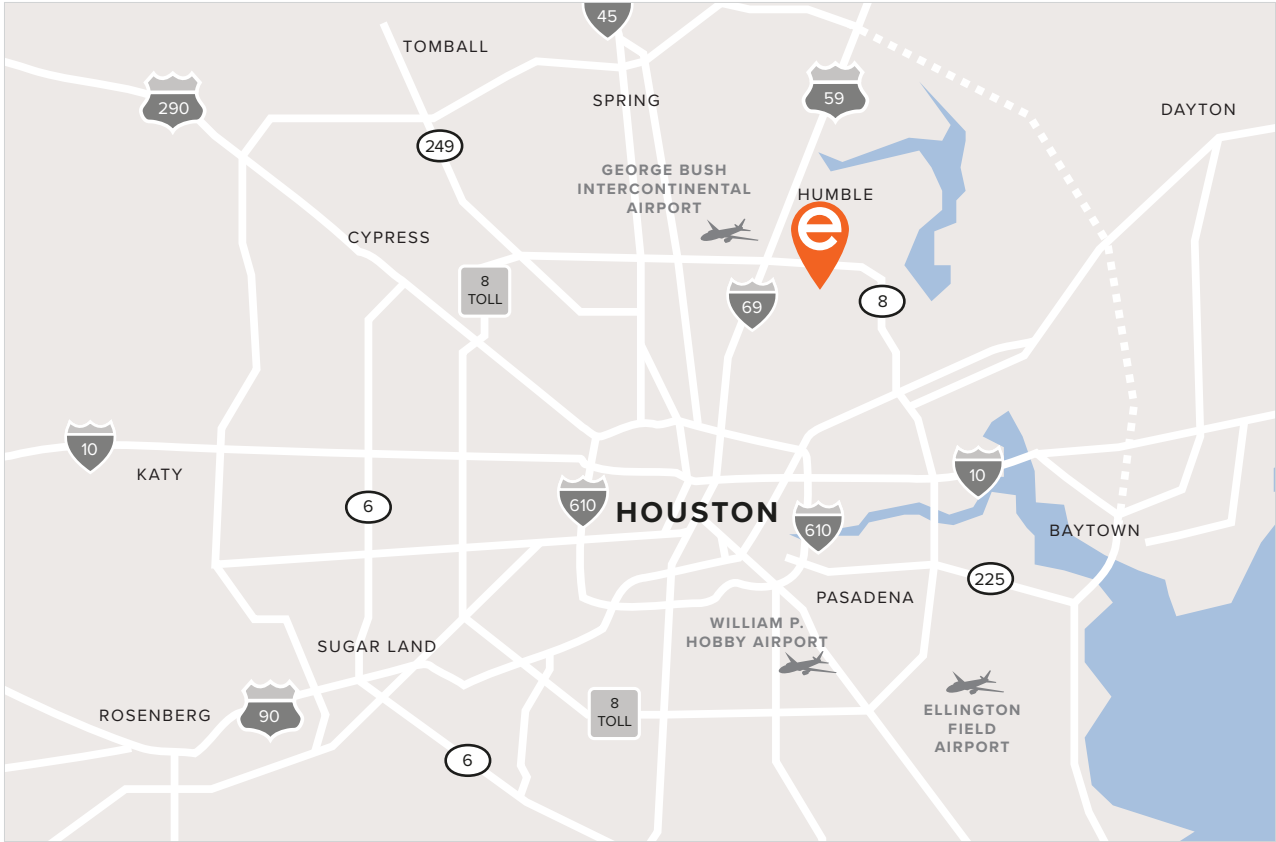 45
TOMBALL
290
SPRING
59
DAYTON
249
GEORGE BUSH
INTERCONTINENTAL
AIRPORT
HUMBLE
e
CYPRESS
8
TOLL
69
8
10
KATY
6
610
HOUSTON
610
10
BAYTOWN
225
PASADENA
WILLIAM P.
HOBBY AIRPORT
SUGAR LAND
ROSENBERG
90
8
TOLL
ELLINGTON
FIELD
AIRPORT
6